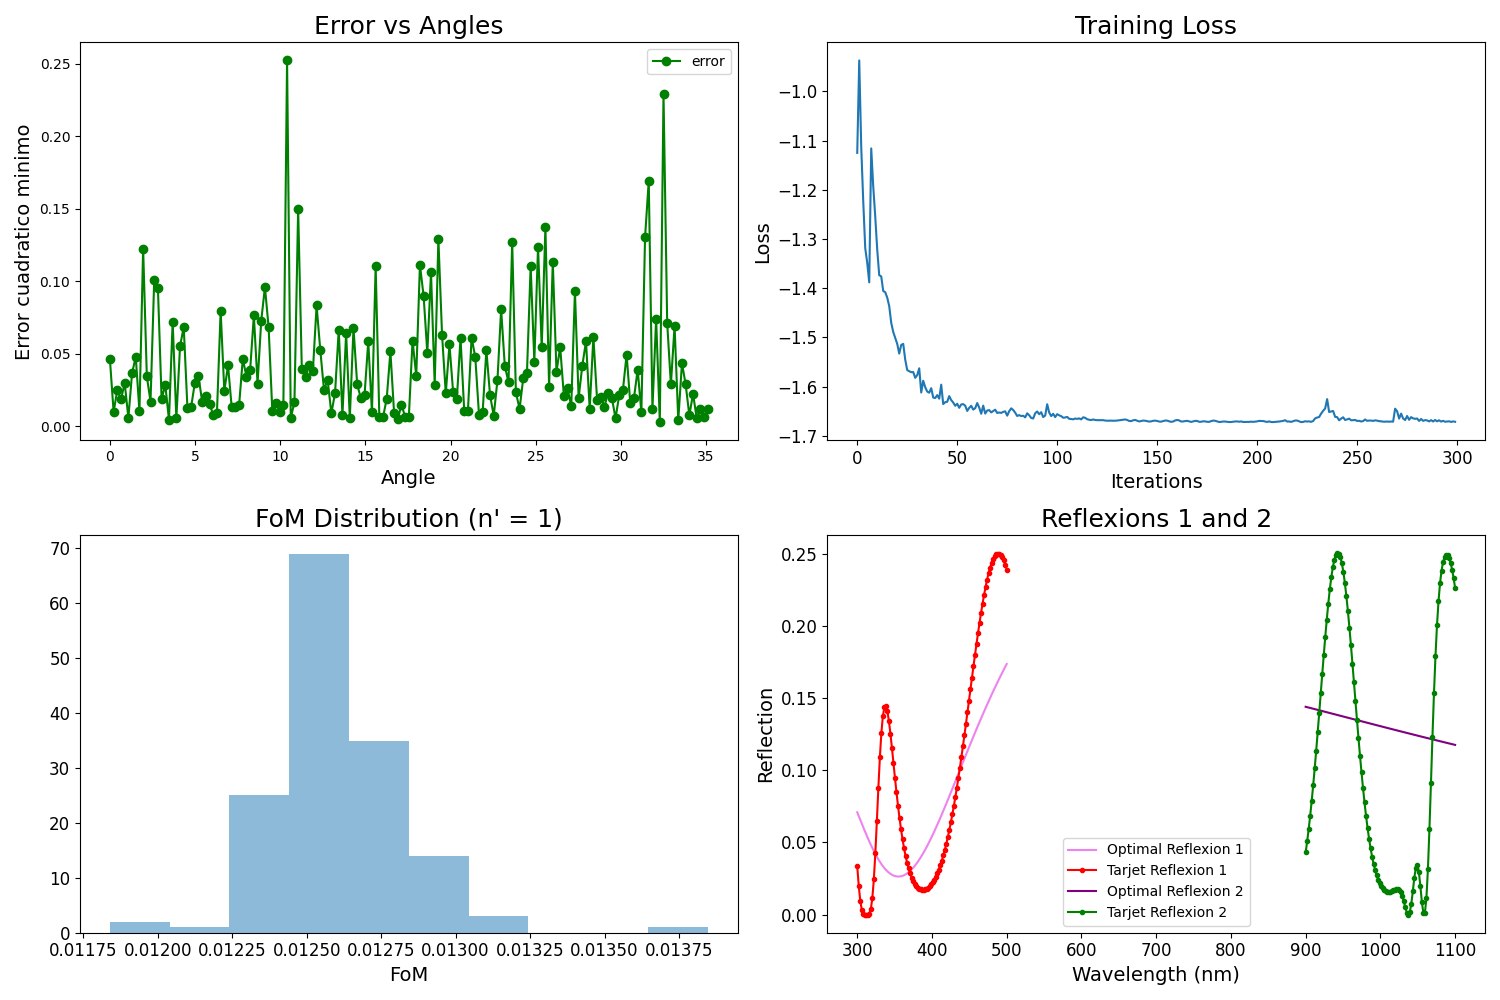 Error vs Angles
0.25
0.20
0.15
0.10
0.05
0.00
Error cuadratico minimo
error
0 5 10 15 20 25 30 35
Angle
Training Loss
−1.0
−1.1
−1.2
−1.3
−1.4
−1.5
−1.6
−1.7
Loss
0 50 100 150 200 250 300
Iterations
FoM Distribution (n' = 1)
70
60
50
40
30
20
10
0
0.01175 0.01200 0.01225 0.01250 0.01275 0.01300 0.01325 0.01350 0.01375
FoM
Reflexions 1 and 2
0.25
0.20
0.15
0.10
0.05
0.00
Reflection
Optimal Reflexion 1
Tarjet Reflexion 1
Optimal Reflexion 2
Tarjet Reflexion 2
300 400 500 600 700 800 900 1000 1100
Wavelength (nm)